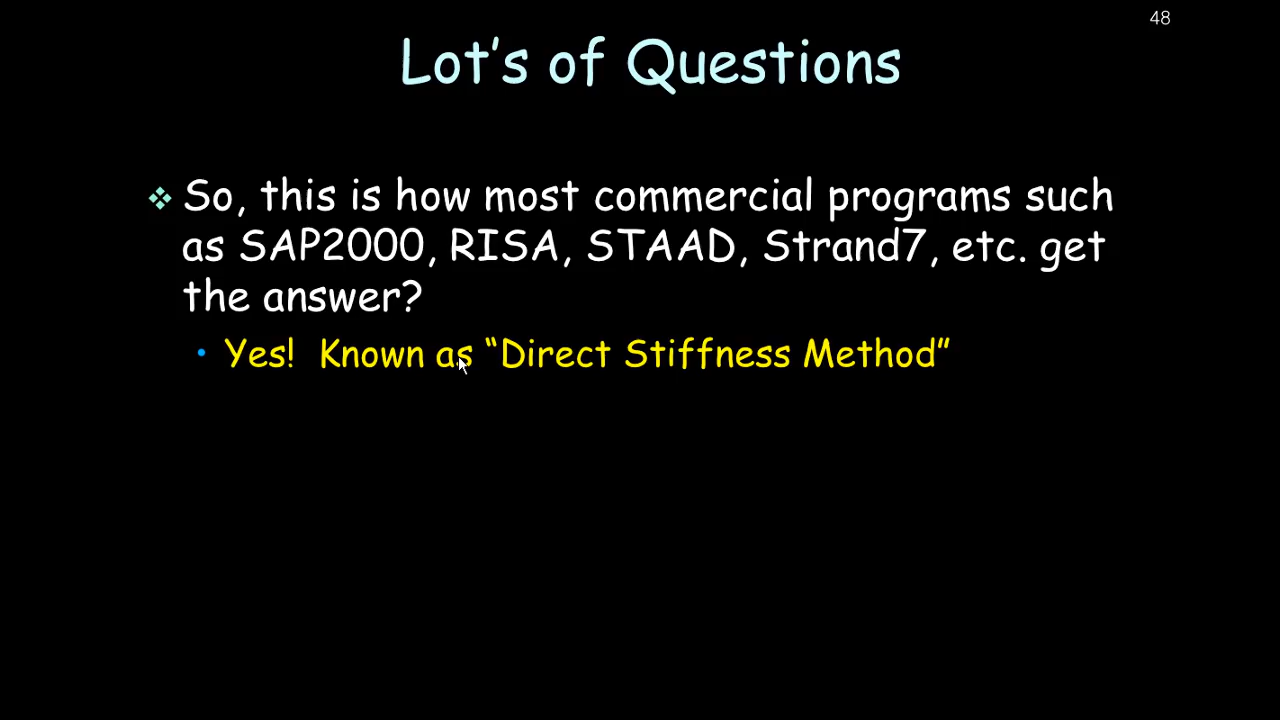 48
Lot’s of Questions
So, this is how most commercial programs such
as SAP2000, RISA, STAAD, Strand7, etc. get
the answer?
Yes!  Known as “Direct Stiffness Method”